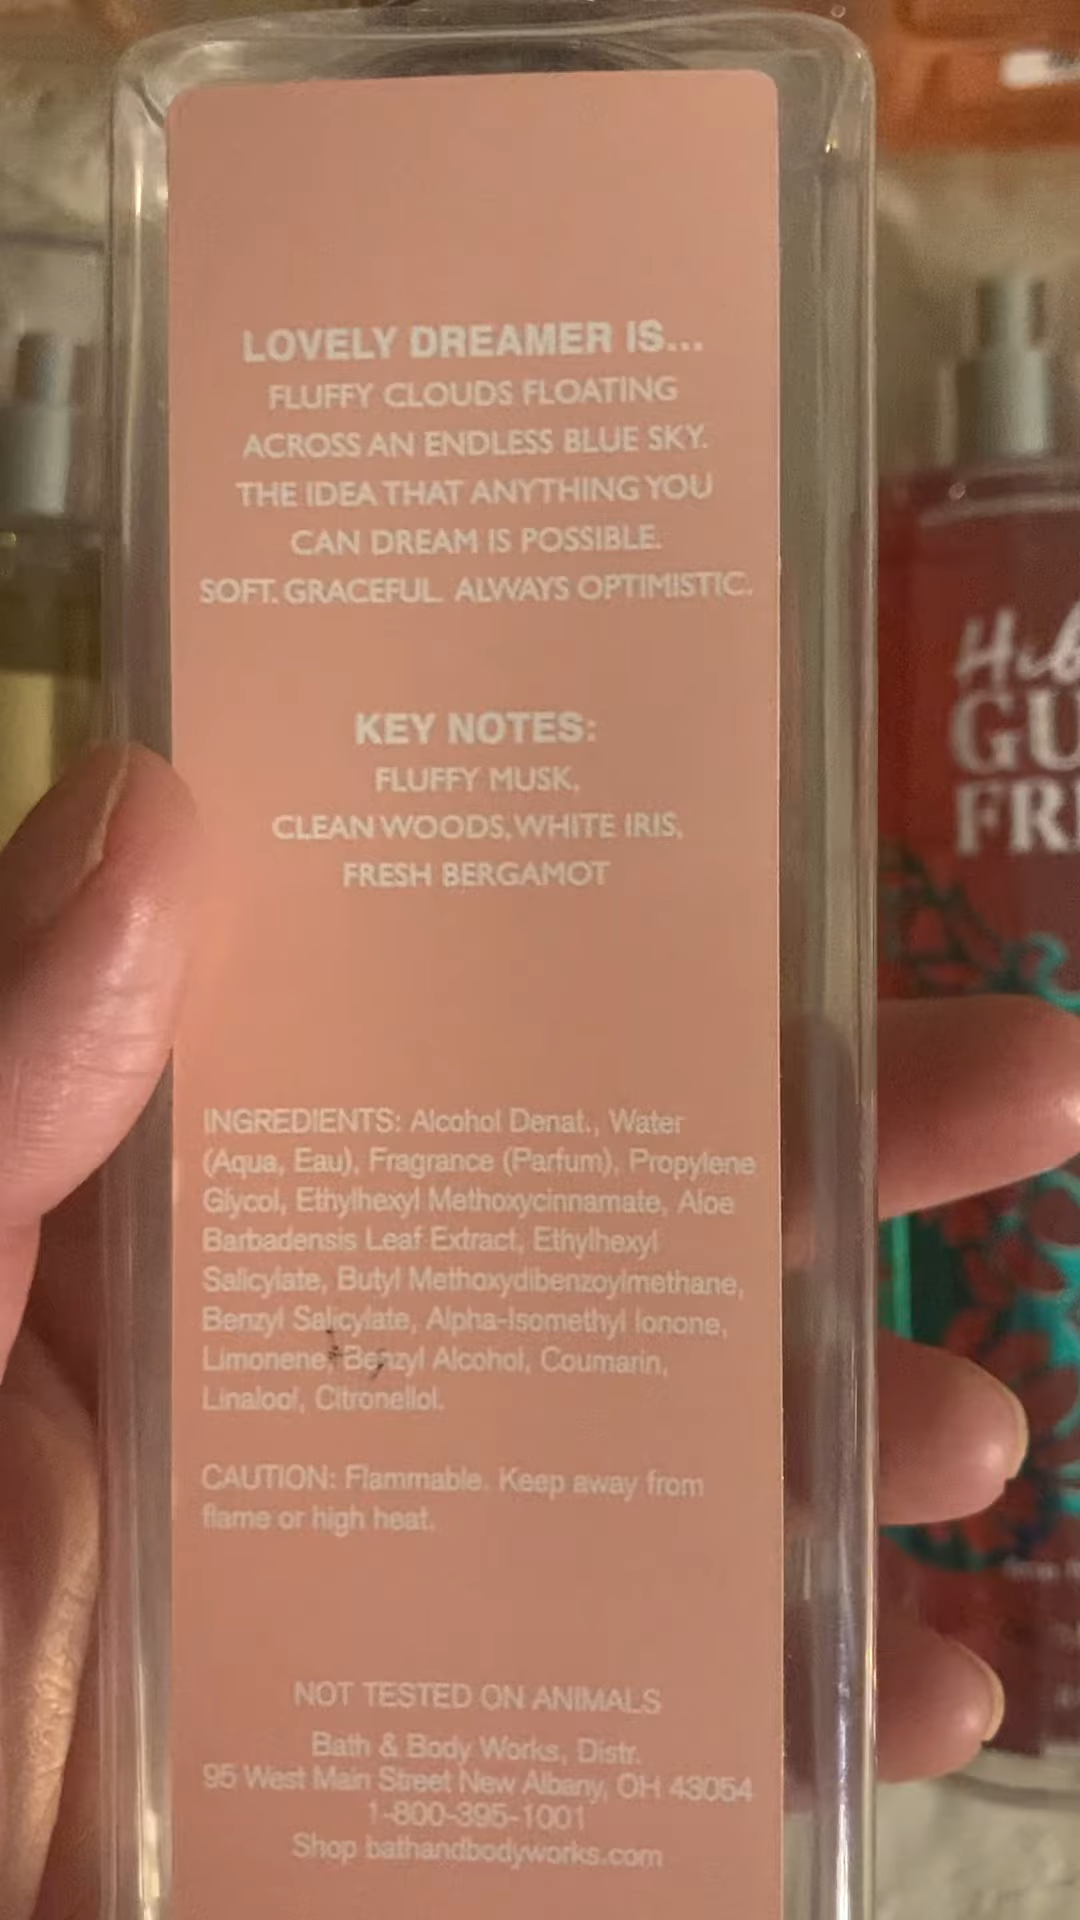 LOVELY DREAMER IS...
FLUFFY CLOUDS FLOATING
ACROSS AN ENDLESS BLUE SKY.
THE IDEA THAT ANYTHING YOU
CAN DREAM IS POSSIBLE.
SOFT. GRACEFUL. ALWAYS OPTIMISTIC.
KEY NOTES:
FLUFFY MUSK,
CLEAN WOODS, WHITE IRIS,
FRESH BERGAMOT
INGREDIENTS: Alcohol Denat., Water
(Aqua, Eau), Fragrance (Parfum), Propylene
Glycol, Ethylhexyl Methoxycinnamate, Aloe
Barbadensis Leaf Extract, Ethylhexyl
Salicylate, Butyl Methoxydibenzoylmethane,
Benzyl Salicylate, Alpha-Isomethyl Ionone,
Limonene, Benzyl Alcohol, Coumarin,
Linalool, Citronellol.
CAUTION: Flammable. Keep away from
flame or high heat.
NOT TESTED ON ANIMALS
Bath & Body Works, Distr.
95 West Main Street New Albany, OH 43054
1-800-395-1001
Shop bathandbodyworks.com
Hib
GU
FR